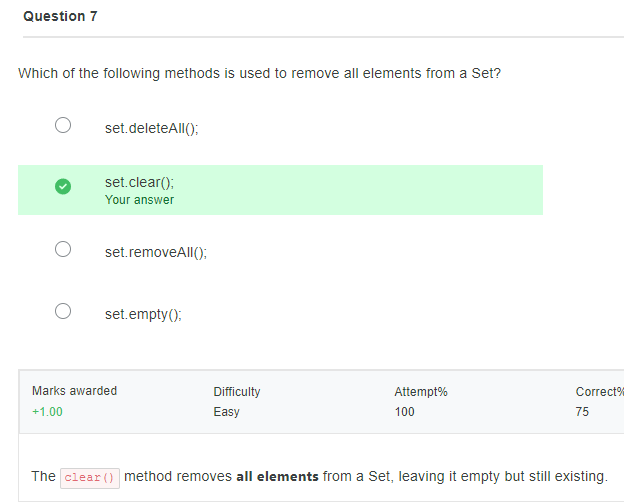 Question 7
Which of the following methods is used to remove all elements from a Set?
set.deleteAll();
set.clear();
Your answer
set.removeAll();
set.empty();
Marks awarded Difficulty Attempt% Correct%
+1.00 Easy 100 75
The clear() method removes all elements from a Set, leaving it empty but still existing.